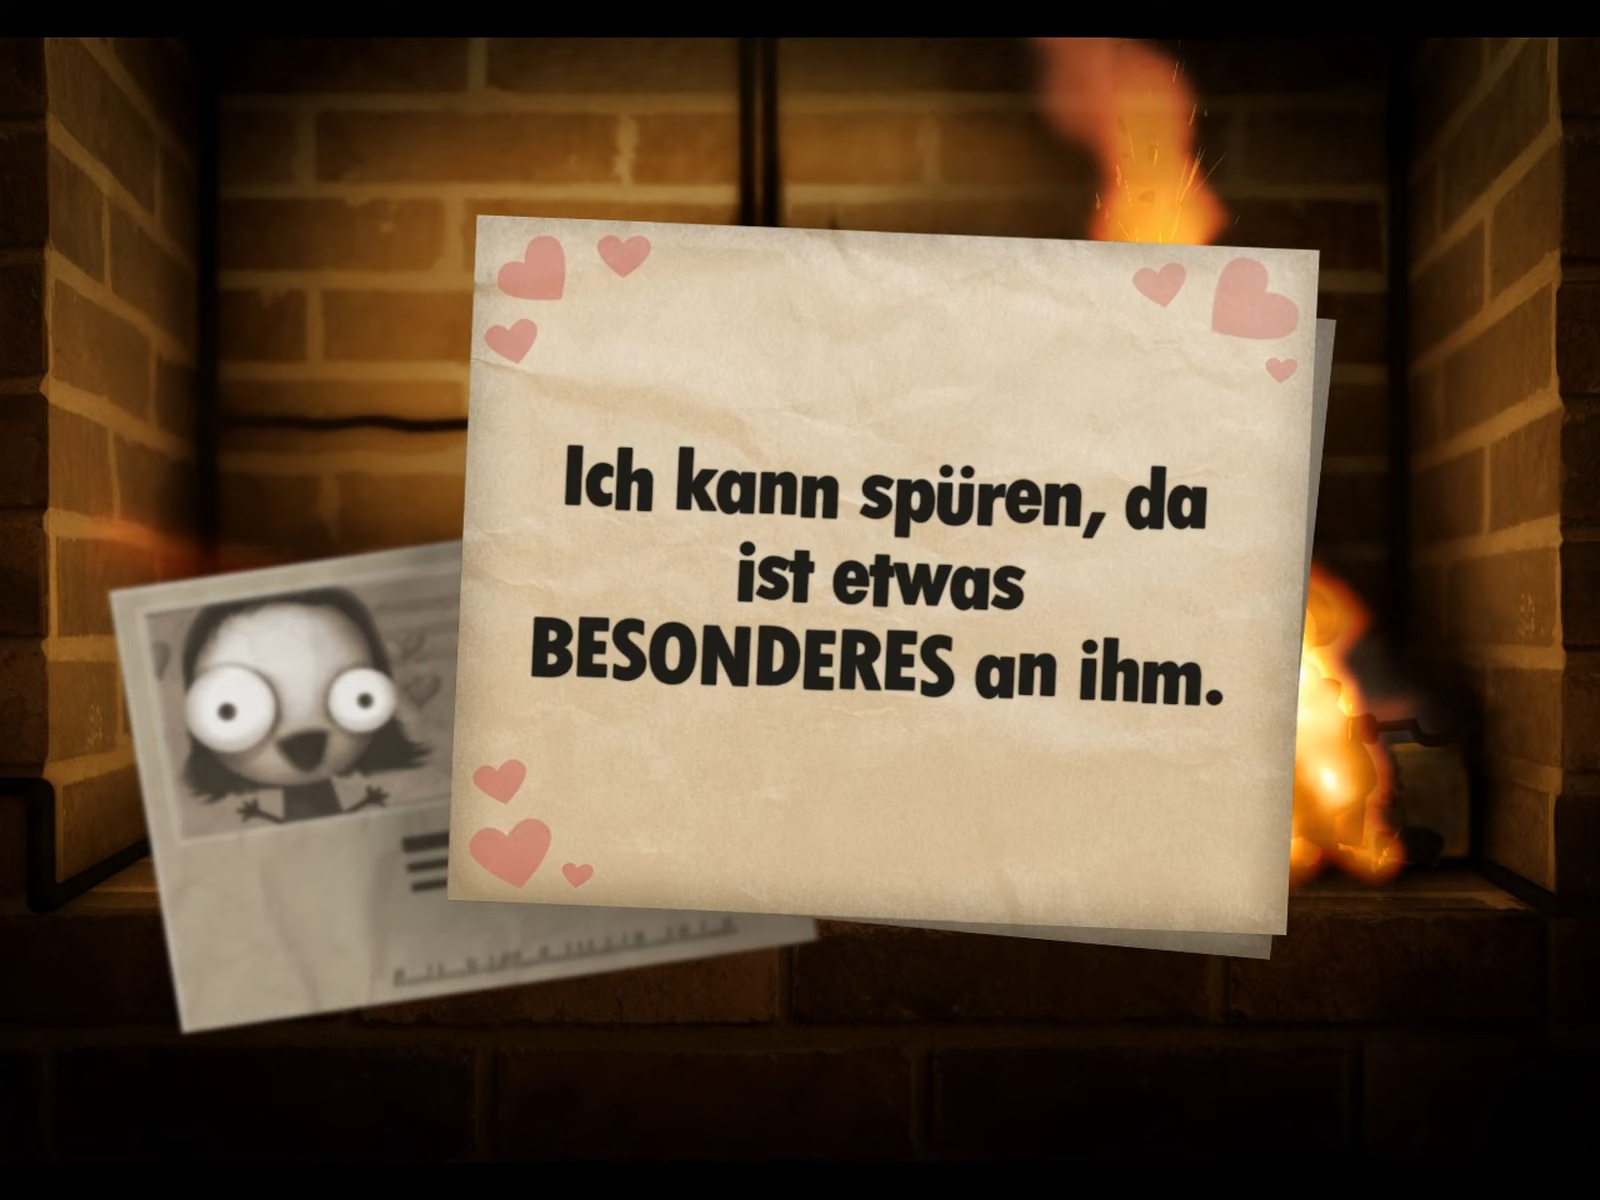 Ich kann spüren, da
ist etwas
BESONDERES an ihm.